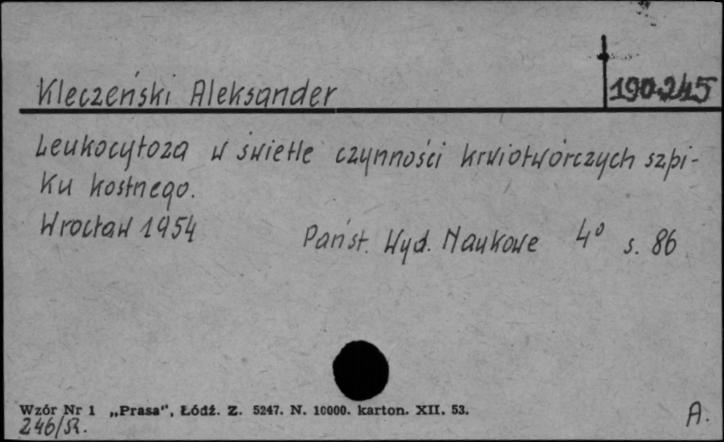 Kleczeński Aleksander
190.245
Leukocytoza w świetle czynności krwiotwórczych szpi-
ku kostnego.
Wrocław 1954
Państ. Wyd. Naukowe 4° s. 86
Wzór Nr 1 „Prasa", Łódź. Z. 5247. N. 10000. karton. XII. 53.
A.